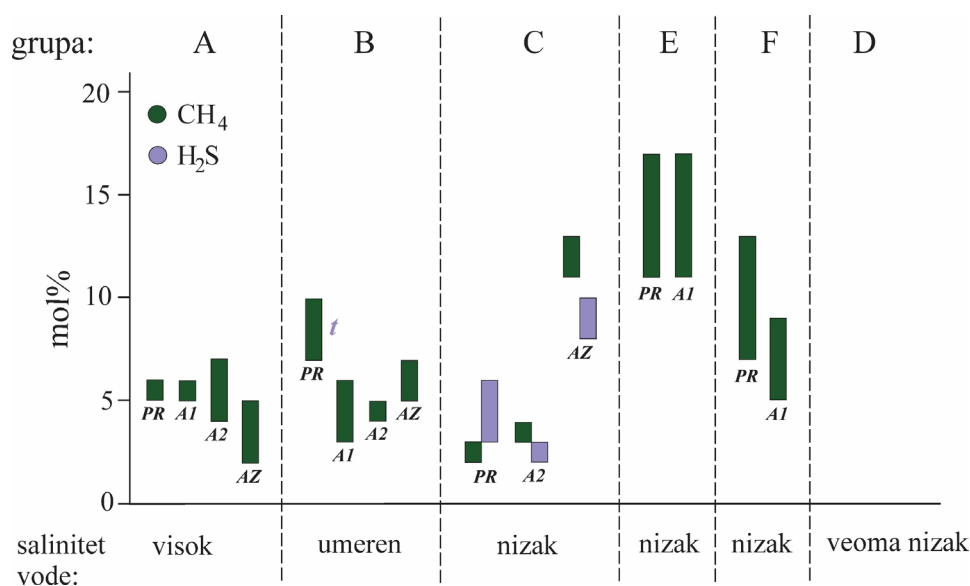 grupa: A B C E F D
20
CH4
H2S
15
mol%
10
5
0
PR A1 A2 AZ
PR t A1 A2 AZ
PR A2 AZ
PR A1
PR A1
salinitet vode: visok umeren nizak nizak nizak veoma nizak